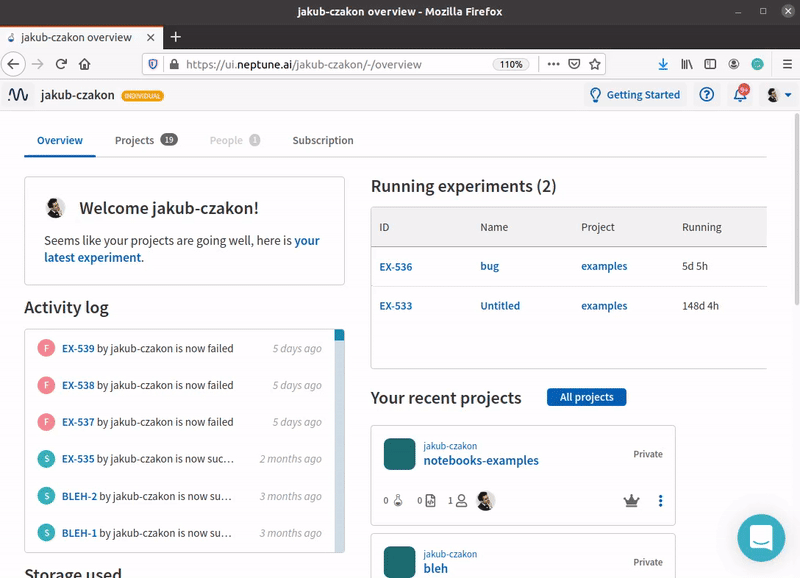 jakub-czakon overview - Mozilla Firefox
jakub-czakon overview
https://ui.neptune.ai/jakub-czakon/-/overview
110%
jakub-czakon
INDIVIDUAL
Getting Started
9+
Overview
Projects 19
People 1
Subscription
Welcome jakub-czakon!
Seems like your projects are going well, here is your
latest experiment.
Activity log
F EX-539 by jakub-czakon is now failed 5 days ago
F EX-538 by jakub-czakon is now failed 5 days ago
F EX-537 by jakub-czakon is now failed 5 days ago
S EX-535 by jakub-czakon is now suc... 2 months ago
S BLEH-2 by jakub-czakon is now su... 3 months ago
S BLEH-1 by jakub-czakon is now su... 3 months ago
Storage used
Running experiments (2)
ID Name Project Running
EX-536 bug examples 5d 5h
EX-533 Untitled examples 148d 4h
Your recent projects
All projects
jakub-czakon
notebooks-examples
Private
0 0 1
jakub-czakon
bleh
Private